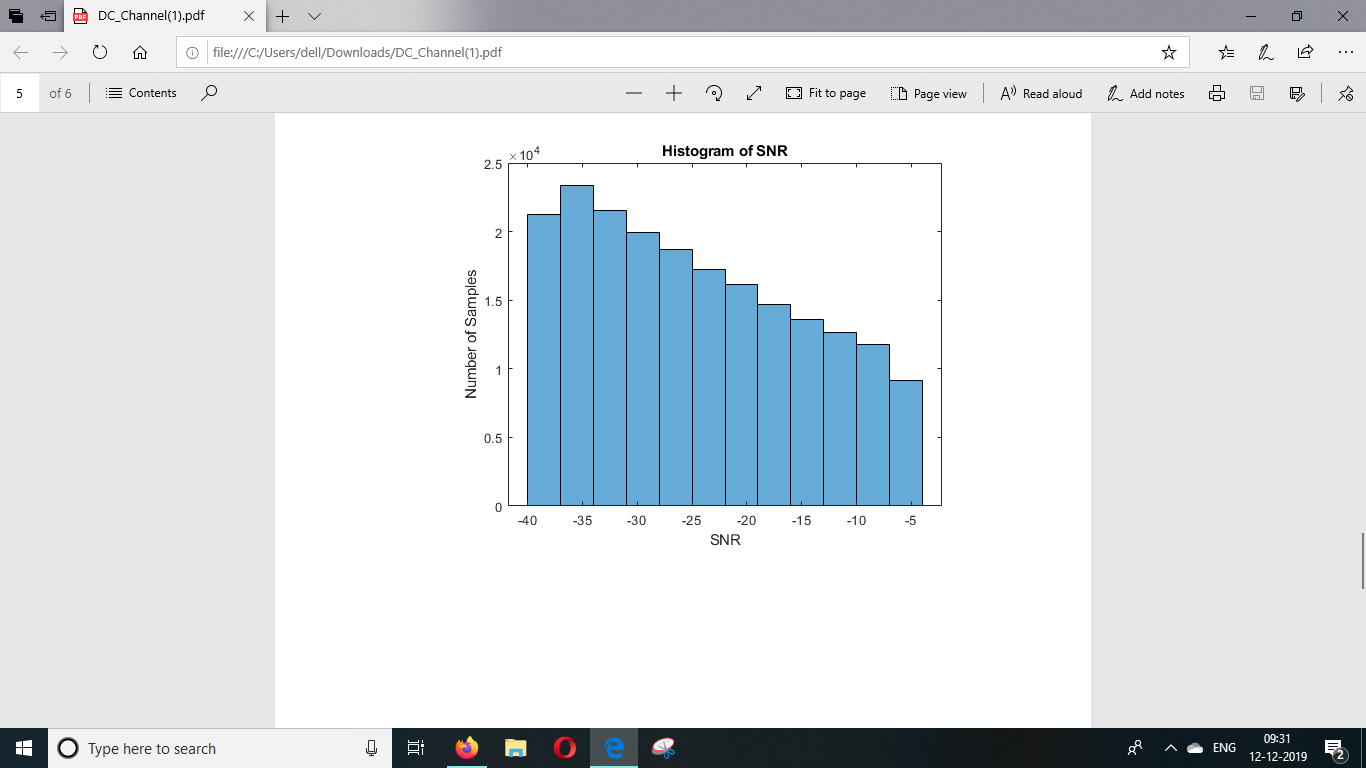 DC_Channel(1).pdf
file:///C:/Users/dell/Downloads/DC_Channel(1).pdf
5 of 6 Contents Fit to page Page view Read aloud Add notes
Histogram of SNR
×10⁴
2.5
2
1.5
1
0.5
0
Number of Samples
-40 -35 -30 -25 -20 -15 -10 -5
SNR
Type here to search
ENG
09:31
12-12-2019
2